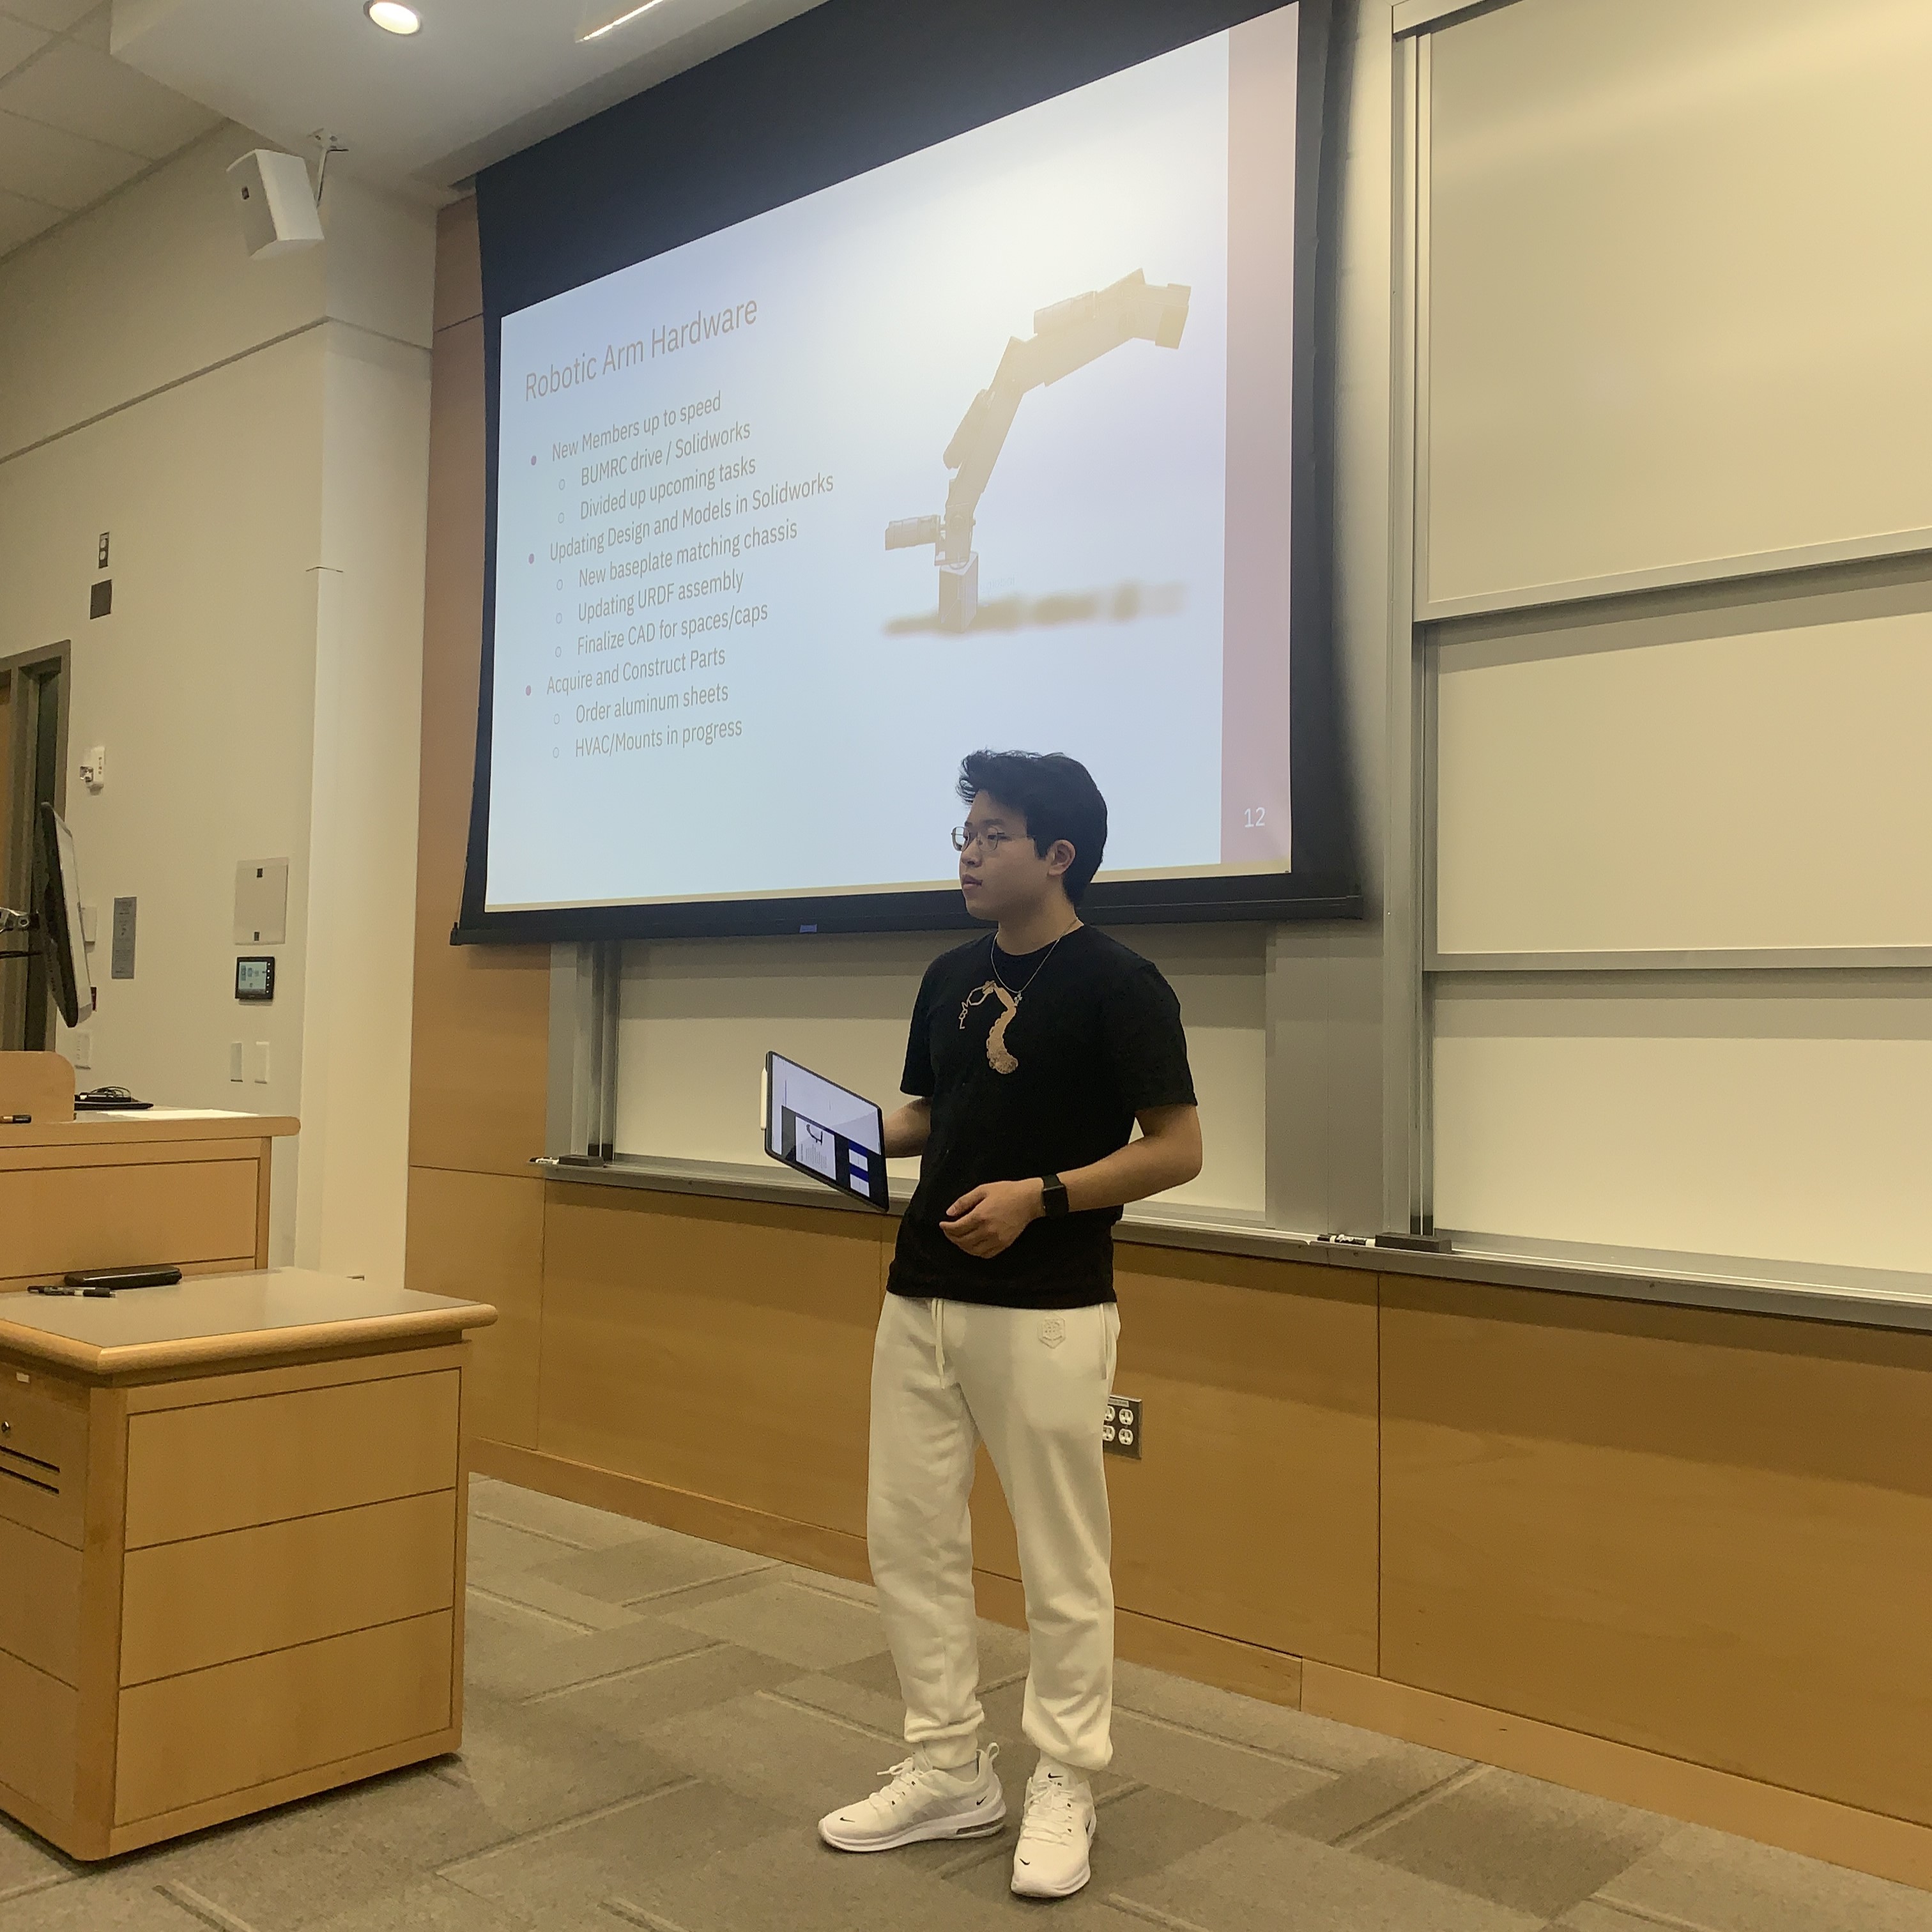 Robotic Arm Hardware
New Members up to speed
BUMRC drive / Solidworks
Divided up upcoming tasks
Updating Design and Models in Solidworks
New baseplate matching chassis
Updating URDF assembly
Finalize CAD for spaces/caps
Acquire and Construct Parts
Order aluminum sheets
HVAC/Mounts in progress
12